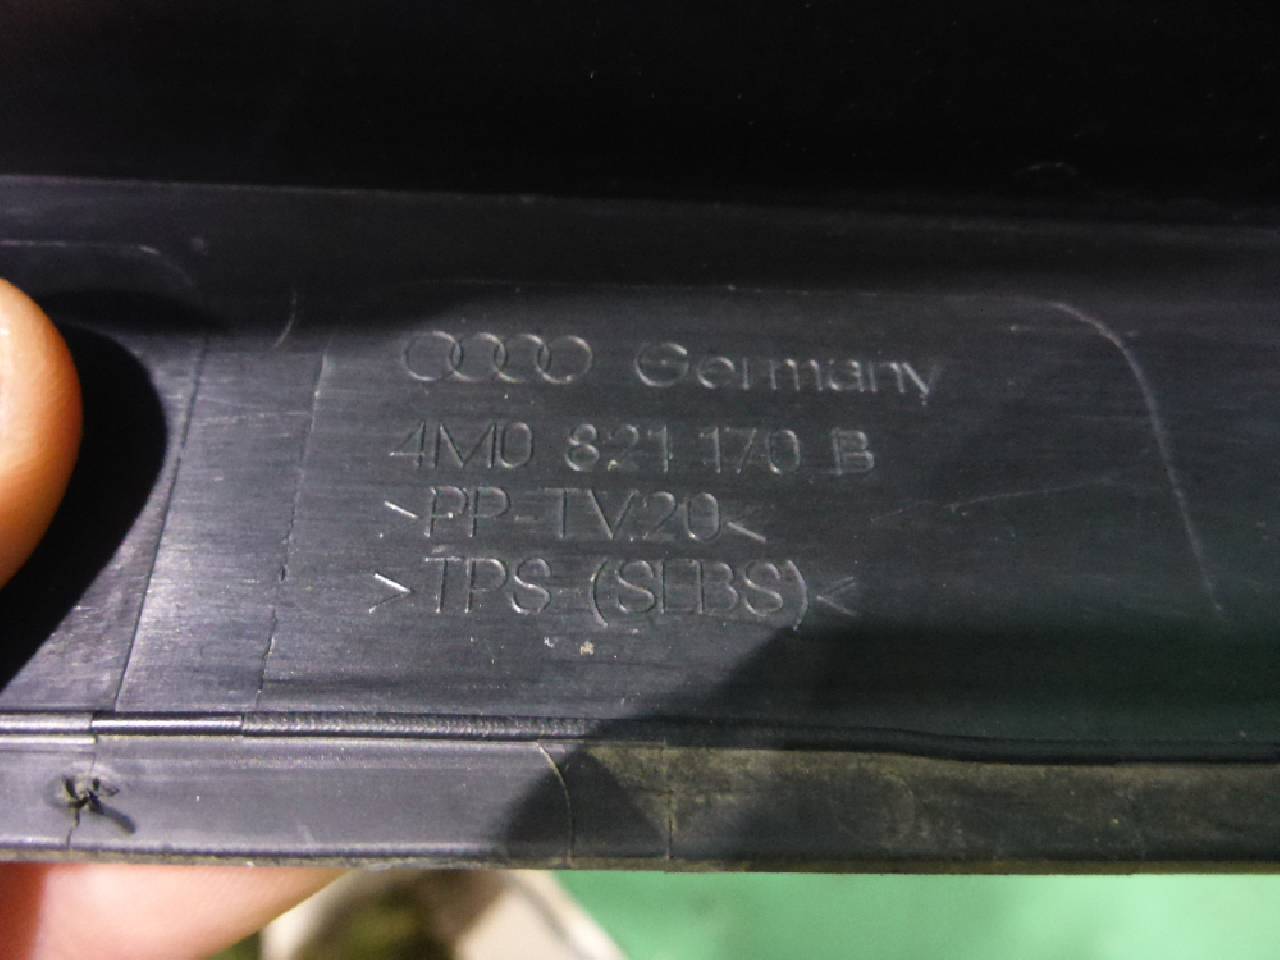 Germany
4M0 821 170 B
>PP-TV20<
>TPS-(SEBS)<